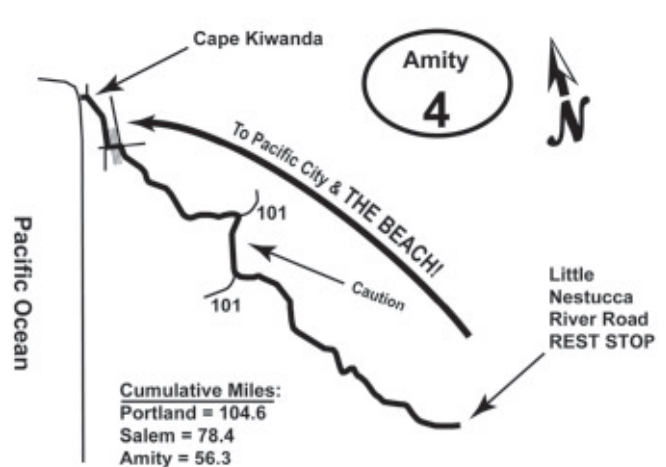 Cape Kiwanda
Amity
4
N
To Pacific City & THE BEACH!
101
Caution
101
Pacific Ocean
Little
Nestucca
River Road
REST STOP
Cumulative Miles:
Portland = 104.6
Salem = 78.4
Amity = 56.3